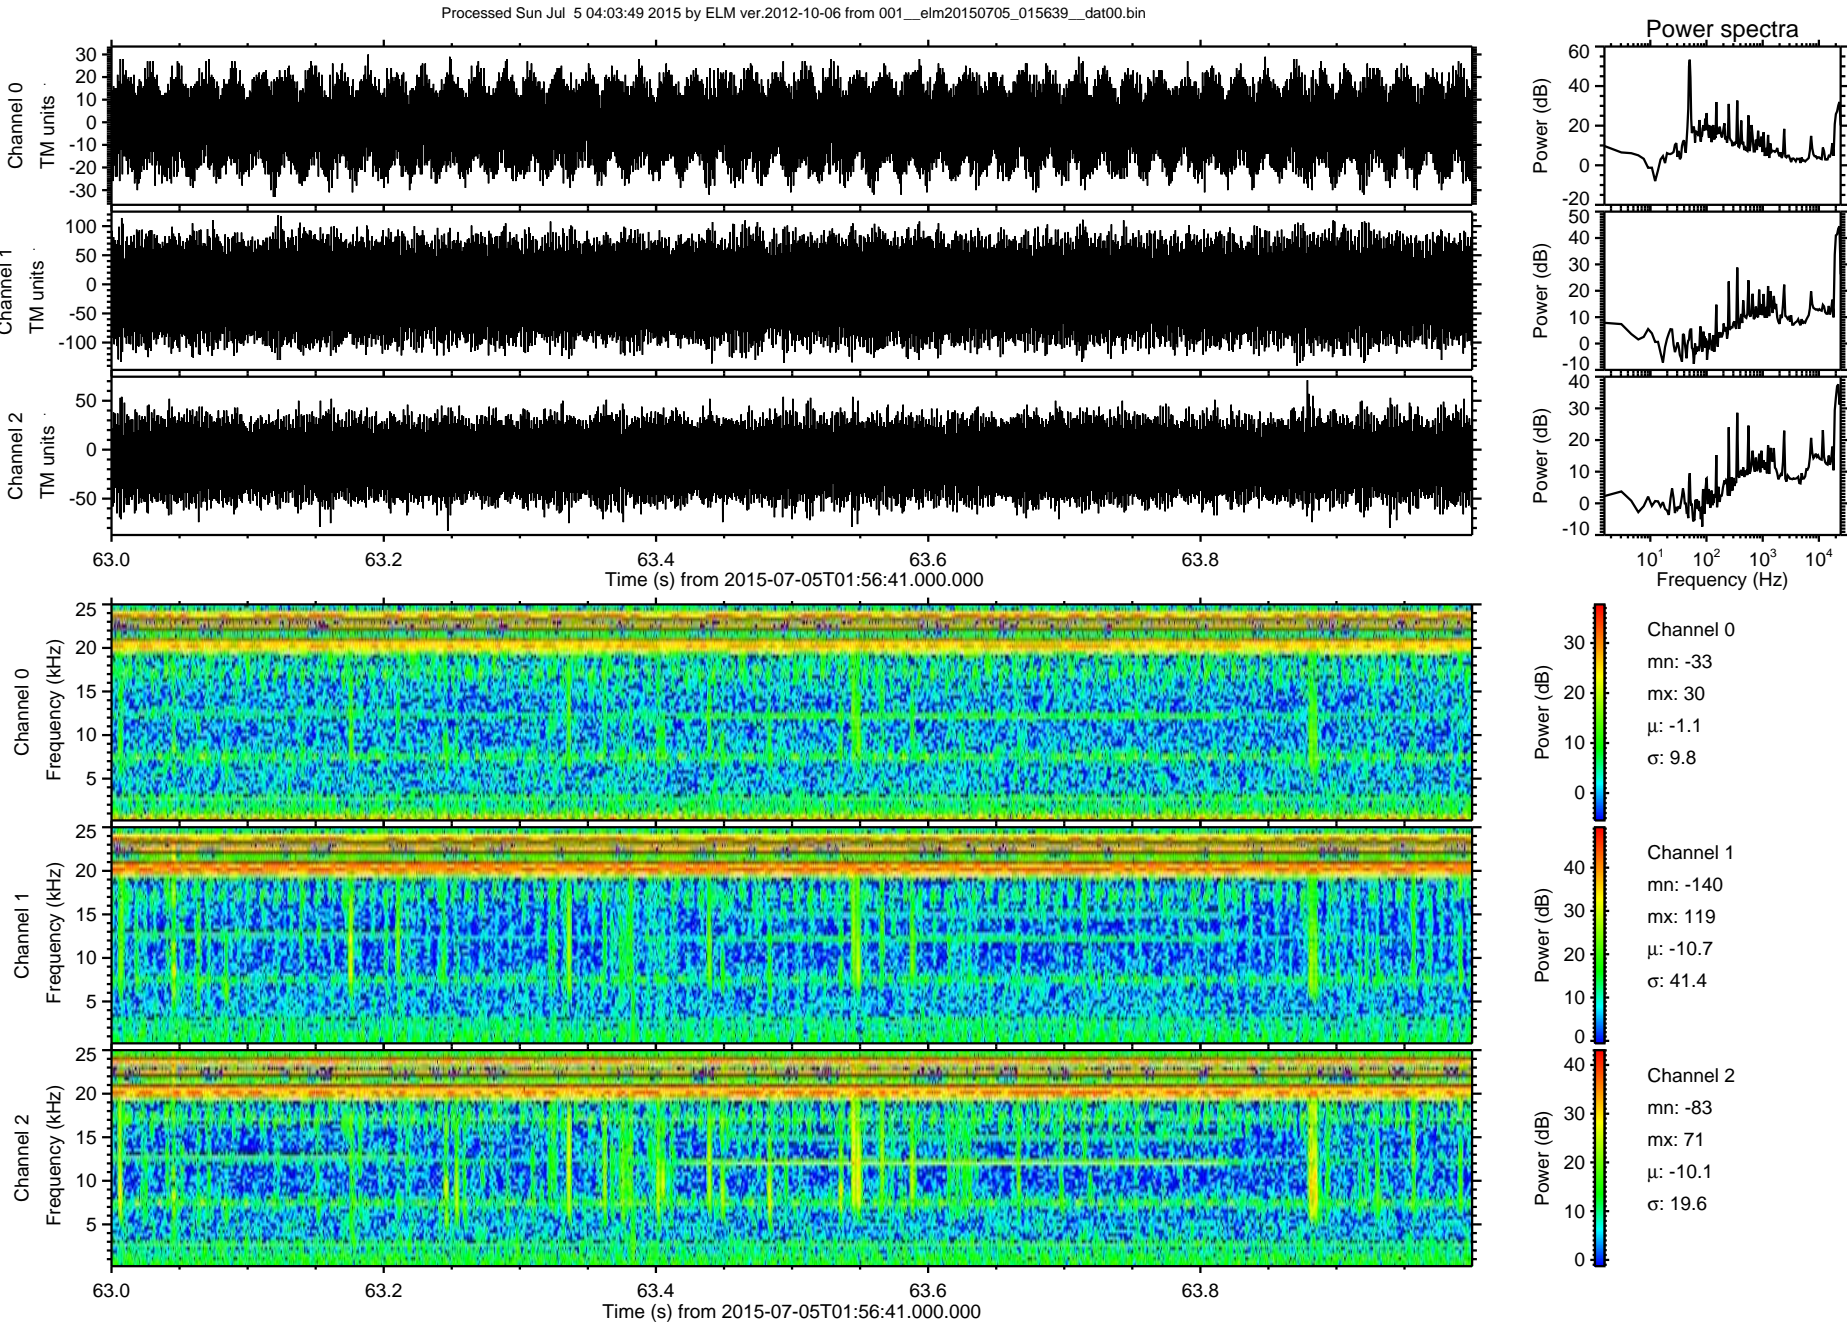 Processed Sun Jul  5 04:03:49 2015 by ELM ver.2012-10-06 from 001__elm20150705_015639__dat00.bin
Power spectra
Channel 0
TM units
30
20
10
0
-10
-20
-30
Power (dB)
60
40
20
0
-20
Channel 1
TM units
100
50
0
-50
-100
Power (dB)
50
40
30
20
10
0
-10
Channel 2
TM units
50
0
-50
Power (dB)
40
30
20
10
0
-10
63.0 63.2 63.4 63.6 63.8
Time (s) from 2015-07-05T01:56:41.000.000
10^1 10^2 10^3 10^4
Frequency (Hz)
Channel 0
Frequency (kHz)
25
20
15
10
5
Power (dB)
30
20
10
0
Channel 0
mn: -33
mx: 30
μ: -1.1
σ: 9.8
Channel 1
Frequency (kHz)
25
20
15
10
5
Power (dB)
40
30
20
10
0
Channel 1
mn: -140
mx: 119
μ: -10.7
σ: 41.4
Channel 2
Frequency (kHz)
25
20
15
10
5
Power (dB)
40
30
20
10
0
Channel 2
mn: -83
mx: 71
μ: -10.1
σ: 19.6
63.0 63.2 63.4 63.6 63.8
Time (s) from 2015-07-05T01:56:41.000.000